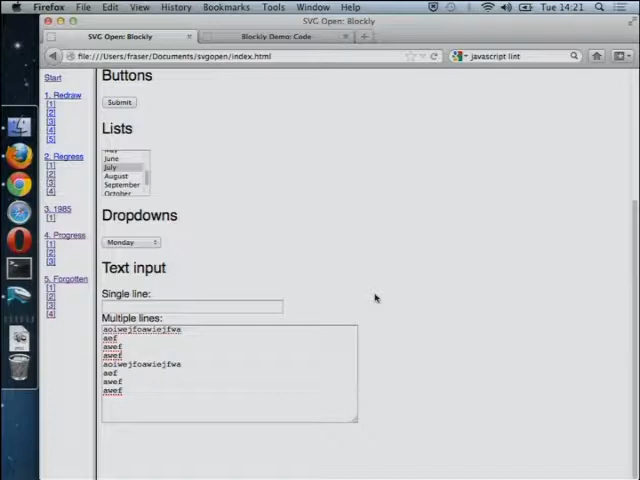 Firefox File Edit View History Bookmarks Tools Window Help Tue 14:21
SVG Open: Blockly
SVG Open: Blockly Blockly Demo: Code
file:///Users/fraser/Documents/svgopen/index.html javascript lint
Start
1. Redraw
[1]
[2]
[3]
[4]
[5]
2. Regress
[1]
[2]
[3]
[4]
3. 1985
[1]
4. Progress
[1]
[2]
[3]
5. Forgotten
[1]
[2]
[3]
[4]
Buttons
Submit
Lists
May
June
July
August
September
October
Dropdowns
Monday
Text input
Single line:
Multiple lines:
aoiwejfoawiejfwa
aef
awef
awef
aoiwejfoawiejfwa
aef
awef
awef